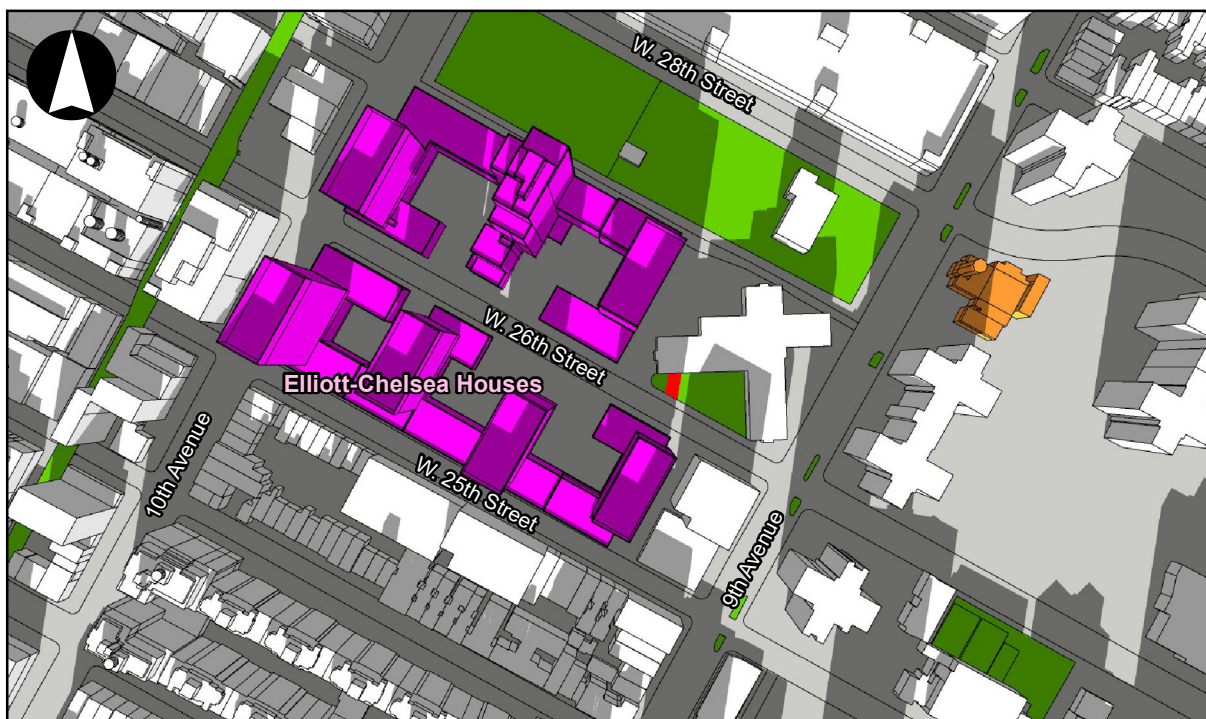 W. 28th Street
W. 26th Street
Elliott-Chelsea Houses
10th Avenue
W. 25th Street
9th Avenue